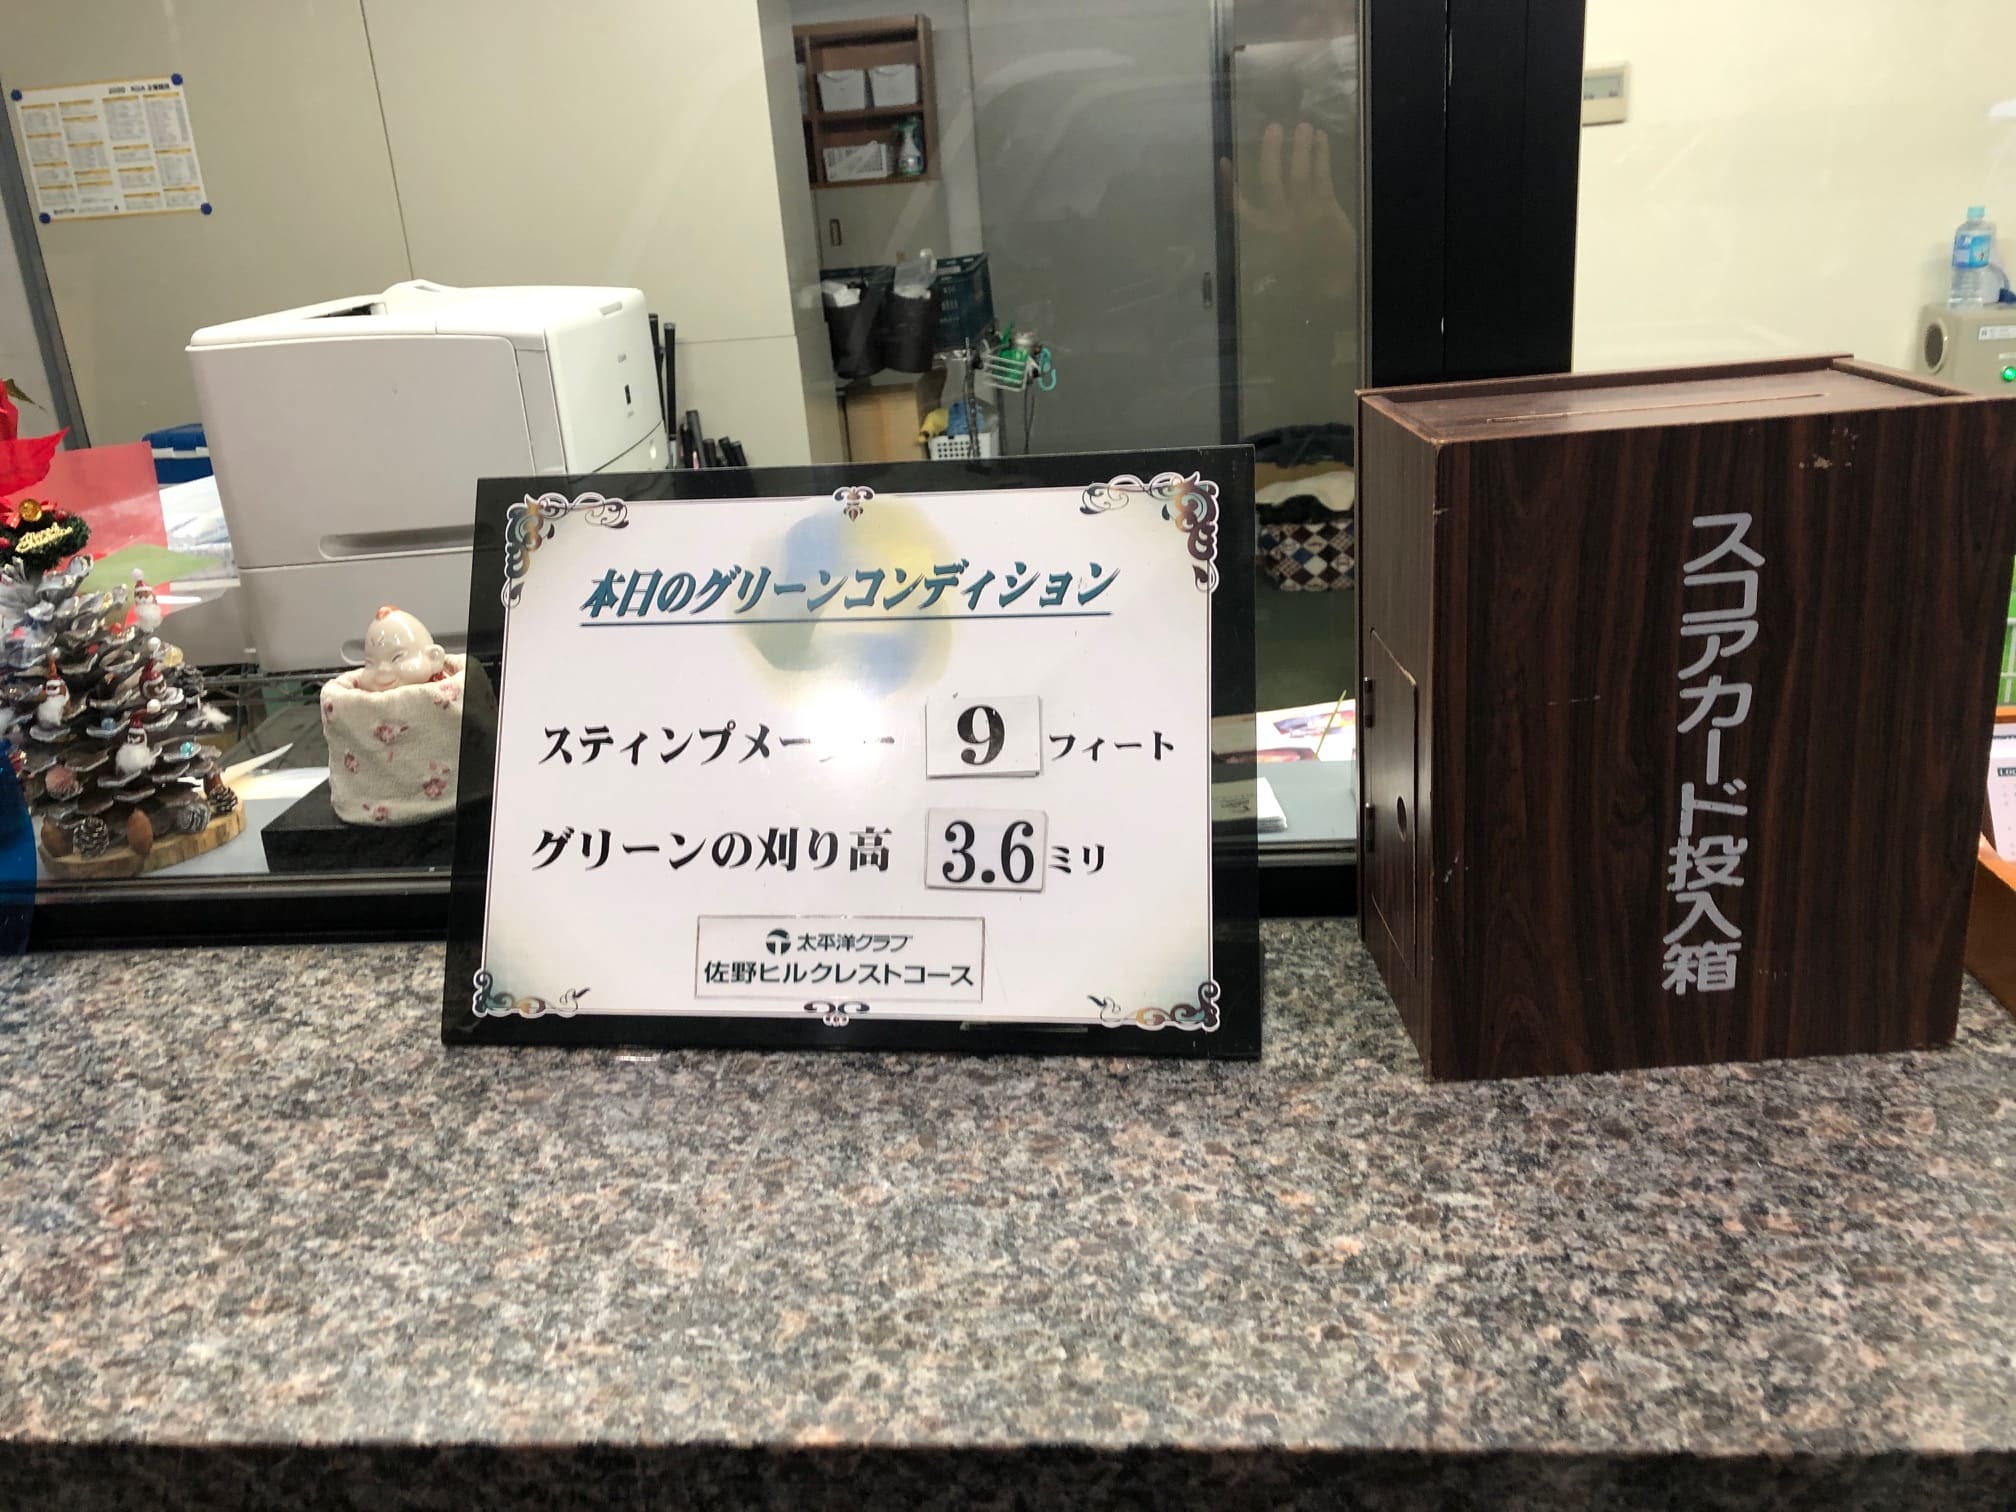 本日のグリーンコンディション
スティンプメーター 9 フィート
グリーンの刈り高 3.6 ミリ
太平洋クラブ
佐野ヒルクレストコース
スコアカード投入箱